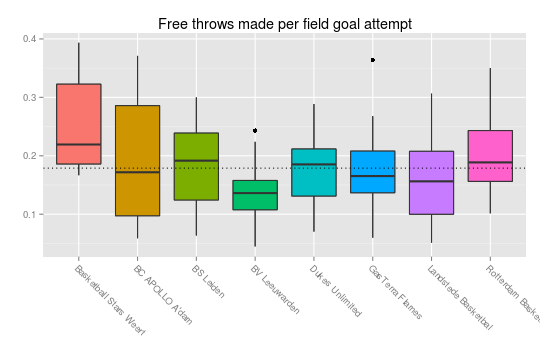 Free throws made per field goal attempt
0.4
0.3
0.2
0.1
Basketball Stars Weert
BC APOLLO A'dam
BS Leiden
BV Leeuwarden
Dukes Unlimited
GasTerra Flames
Landstede Basketbal
Rotterdam Baske